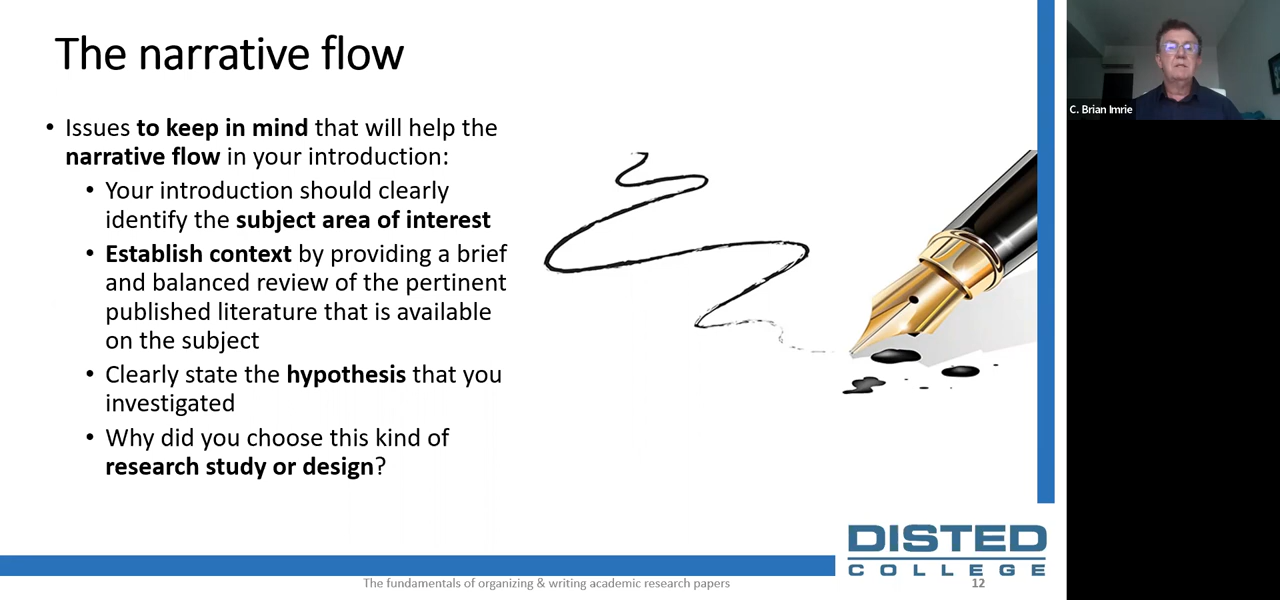 The narrative flow
• Issues to keep in mind that will help the
narrative flow in your introduction:
• Your introduction should clearly
identify the subject area of interest
• Establish context by providing a brief
and balanced review of the pertinent
published literature that is available
on the subject
• Clearly state the hypothesis that you
investigated
• Why did you choose this kind of
research study or design?
C. Brian Imrie
DISTED
COLLEGE
The fundamentals of organizing & writing academic research papers
12